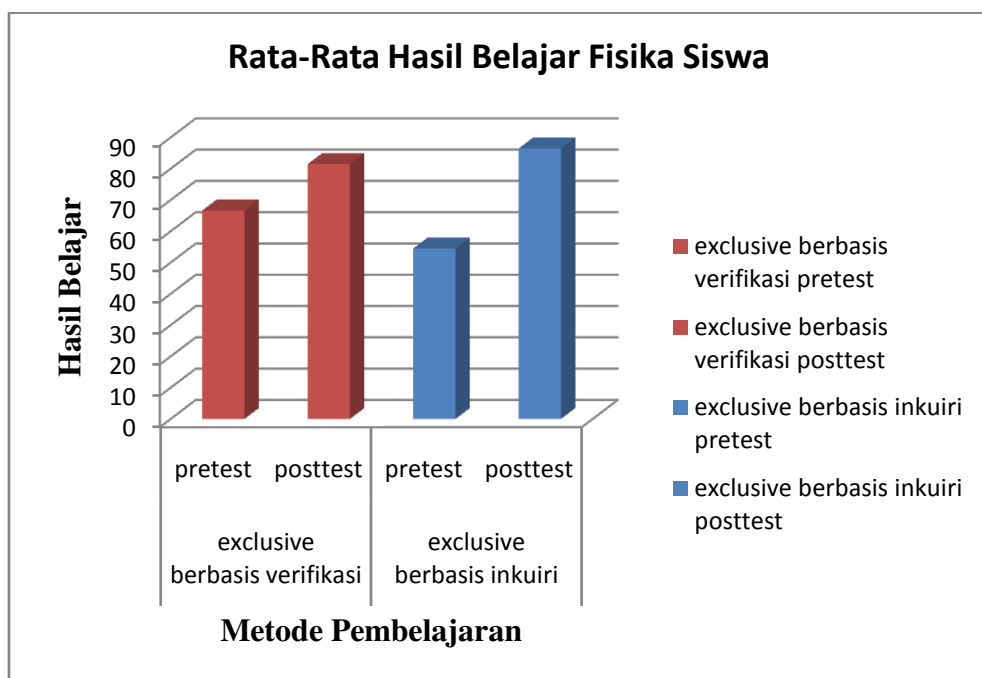 Rata-Rata Hasil Belajar Fisika Siswa
Hasil Belajar
90
80
70
60
50
40
30
20
10
0
pretest posttest pretest posttest
exclusive
berbasis verifikasi
exclusive
berbasis inkuiri
Metode Pembelajaran
exclusive berbasis
verifikasi pretest
exclusive berbasis
verifikasi posttest
exclusive berbasis inkuiri
pretest
exclusive berbasis inkuiri
posttest